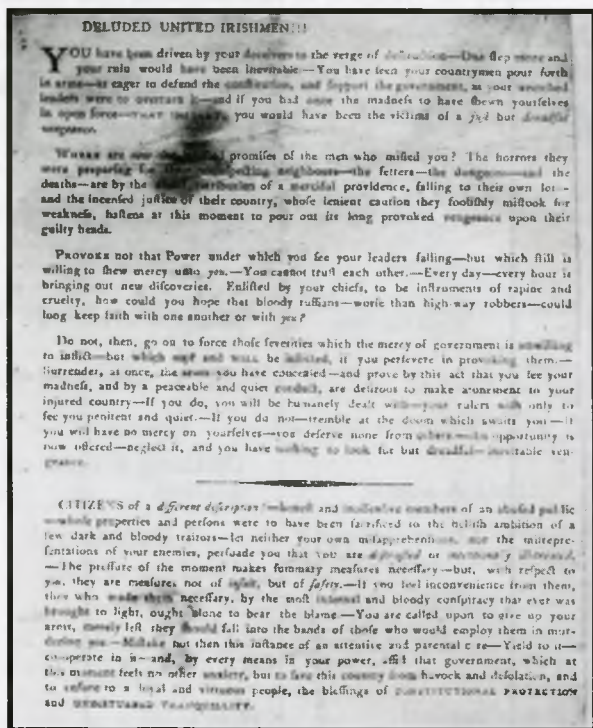 DELUDED UNITED IRISHMEN!!!
YOU have been driven by your deceivers to the verge of destruction—One step more and
your ruin would have been inevitable—You have seen your countrymen pour forth
in arms— eager to defend the and support the government, as your
leaders were to overturn it—and if you had the madness to have shewn yourselves
in open force— you would have been the victims of a just but dreadful
vengeance.
WHERE are now the promises of the men who misled you? The horrors they
were preparing for their neighbours—the fetters—the dungeons—and the
deaths—are by the of a merciful providence, falling to their own lot—
and the incensed justice of their country, whose lenient caution they foolishly mistook for
weakness, hastens at this moment to pour out its long provoked vengeance upon their
guilty heads.
PROVOKE not that Power under which you see your leaders falling—but which still is
willing to shew mercy unto you.—You cannot trust each other.—Every day—every hour is
bringing out new discoveries. Enlisted by your chiefs, to be instruments of rapine and
cruelty, how could you hope that bloody ruffians—worse than high-way robbers—could
long keep faith with one another or with you?
Do not, then, go on to force those severities which the mercy of government is unwilling
to inflict—but which must and will be inflicted, if you persevere in provoking them.—
Surrender, at once, the arms you have concealed—and prove by this act that you see your
madness, and by a peaceable and quiet conduct, are desirous to make atonement to your
injured country—If you do, you will be humanely dealt with—your rulers wish only to
see you penitent and quiet.—If you do not—tremble at the doom which awaits you—if
you will have no mercy on yourselves—you deserve none from others—An opportunity is
now offered—neglect it, and you have nothing to look for but dreadful— inevitable ven-
geance.
CITIZENS of a different description— and members of an public
—whose properties and persons were to have been sacrificed to the hellish ambition of a
few dark and bloody traitors—let neither your own misapprehensions, nor the misrepre-
sentations of your enemies, persuade you that you are or
—The pressure of the moment makes summary measures necessary—but, with respect to
you, they are measures not of but of safety.—If you feel inconvenience from them,
they who made them necessary, by the most infernal and bloody conspiracy that ever was
brought to light, ought alone to bear the blame—You are called upon to give up your
arms, merely lest they should fall into the hands of those who would employ them in mur-
dering you.—Mistake not then this instance of an attentive and parental care—Yield to it—
co-operate in it—and, by every means in your power, assist that government, which at
this moment feels no other anxiety, but to save this country from havock and desolation, and
to restore to a loyal and virtuous people, the blessings of CONSTITUTIONAL PROTECTION
and UNDISTURBED TRANQUILLITY.